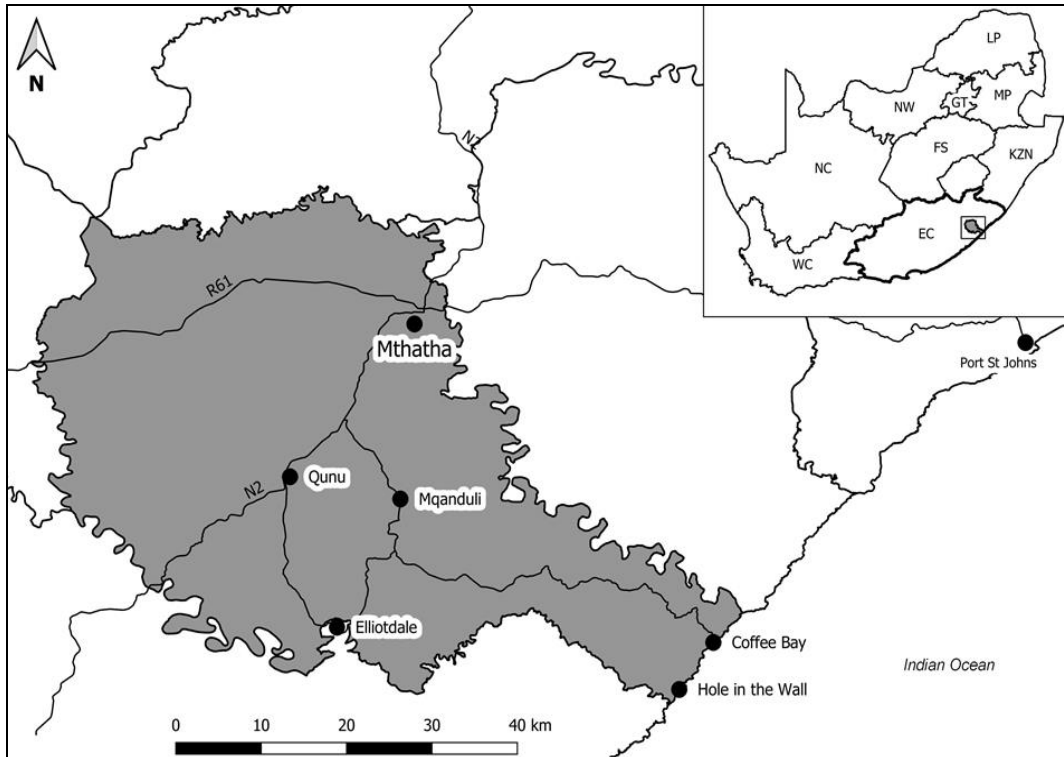 N
N2
R61
Mthatha
Qunu
N2
Mqanduli
Elliotdale
Coffee Bay
Hole in the Wall
Port St Johns
Indian Ocean
0 10 20 30 40 km
LP
NW
GT
MP
FS
KZN
NC
EC
WC